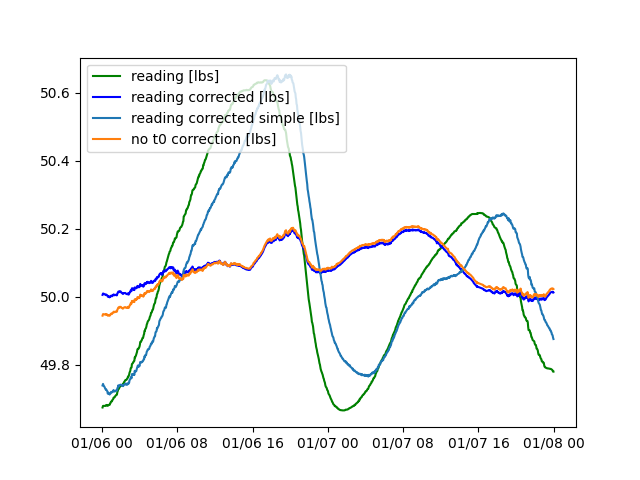 reading [lbs]
reading corrected [lbs]
reading corrected simple [lbs]
no t0 correction [lbs]
50.6
50.4
50.2
50.0
49.8
01/06 00 01/06 08 01/06 16 01/07 00 01/07 08 01/07 16 01/08 00